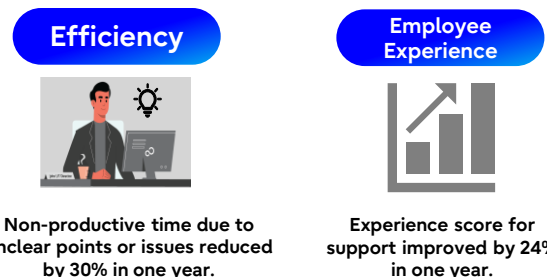 Efficiency
Employee
Experience
Non-productive time due to
nclear points or issues reduced
by 30% in one year.
Experience score for
support improved by 24%
in one year.